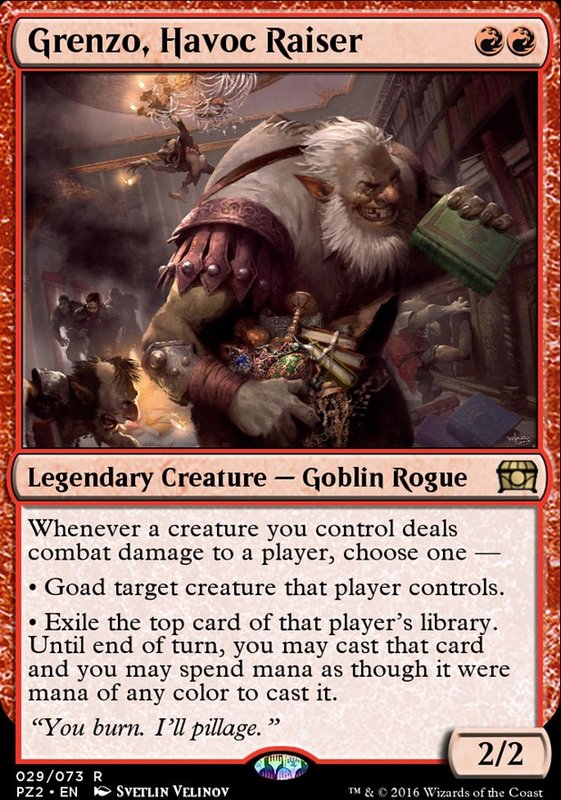 Grenzo, Havoc Raiser
Legendary Creature — Goblin Rogue
Whenever a creature you control deals
combat damage to a player, choose one —
• Goad target creature that player controls.
• Exile the top card of that player's library.
Until end of turn, you may cast that card
and you may spend mana as though it were
mana of any color to cast it.
“You burn. I'll pillage.”
2/2
029/073 R
PZ2 • EN Svetlin Velinov
™ & © 2016 Wizards of the Coast